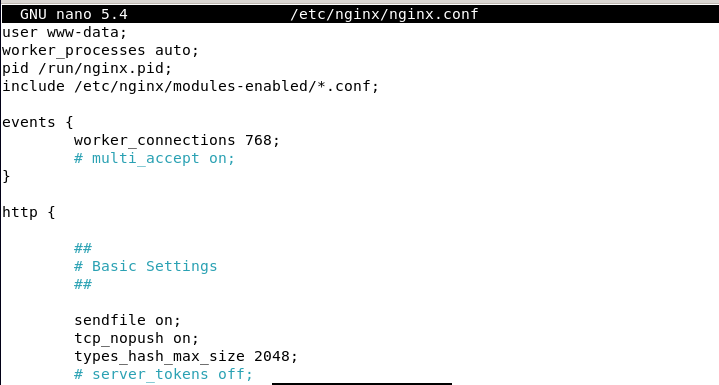 GNU nano 5.4 /etc/nginx/nginx.conf
user www-data;
worker_processes auto;
pid /run/nginx.pid;
include /etc/nginx/modules-enabled/*.conf;
events {
worker_connections 768;
# multi_accept on;
}
http {
##
# Basic Settings
##
sendfile on;
tcp_nopush on;
types_hash_max_size 2048;
# server_tokens off;